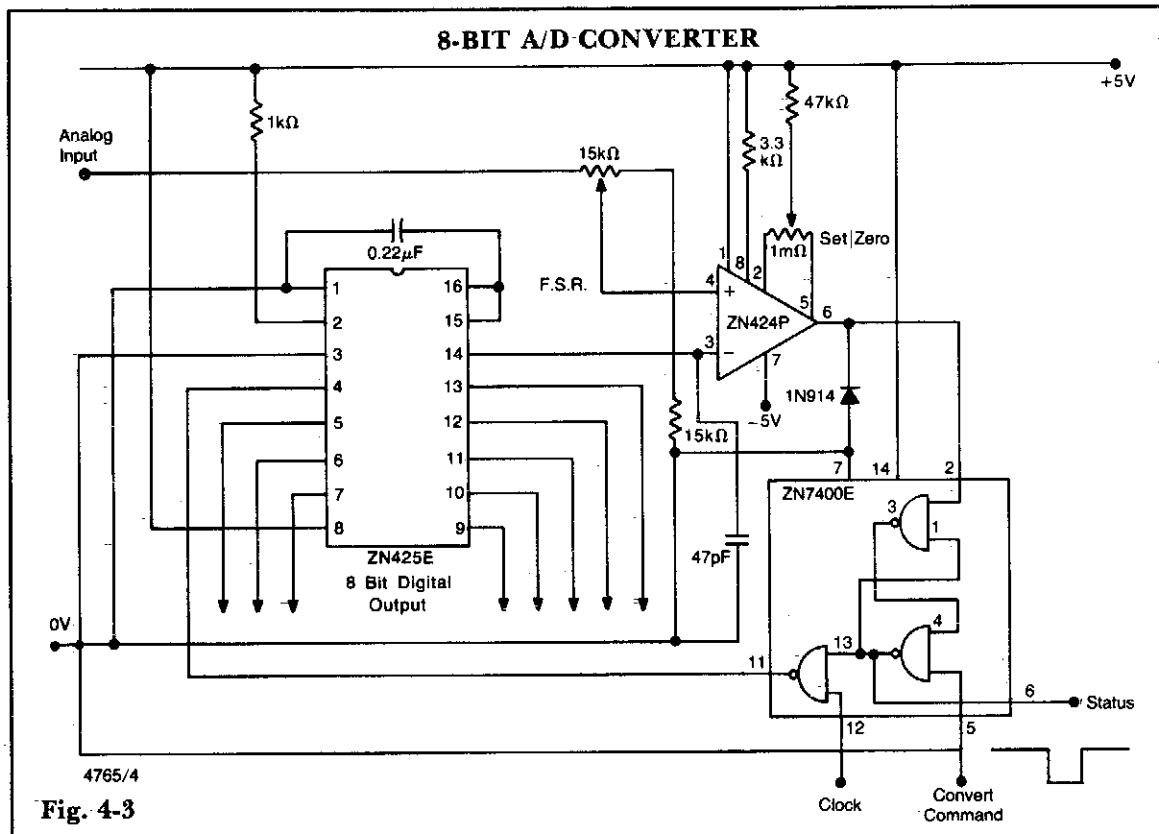 8-BIT A/D CONVERTER
+5V
1kΩ
47kΩ
3.3
kΩ
Analog
Input
15kΩ
0.22µF
1mΩ
Set|Zero
F.S.R.
1
8
2
4
+
ZN424P
5
6
3
−
7
−5V
1N914
1
2
3
4
5
6
7
8
16
15
14
13
12
11
10
9
ZN425E
8 Bit Digital
Output
15kΩ
47pF
7
14
2
ZN7400E
3
1
4
13
11
12
6
5
Status
0V
4765/4
Clock
Convert
Command
Fig. 4-3